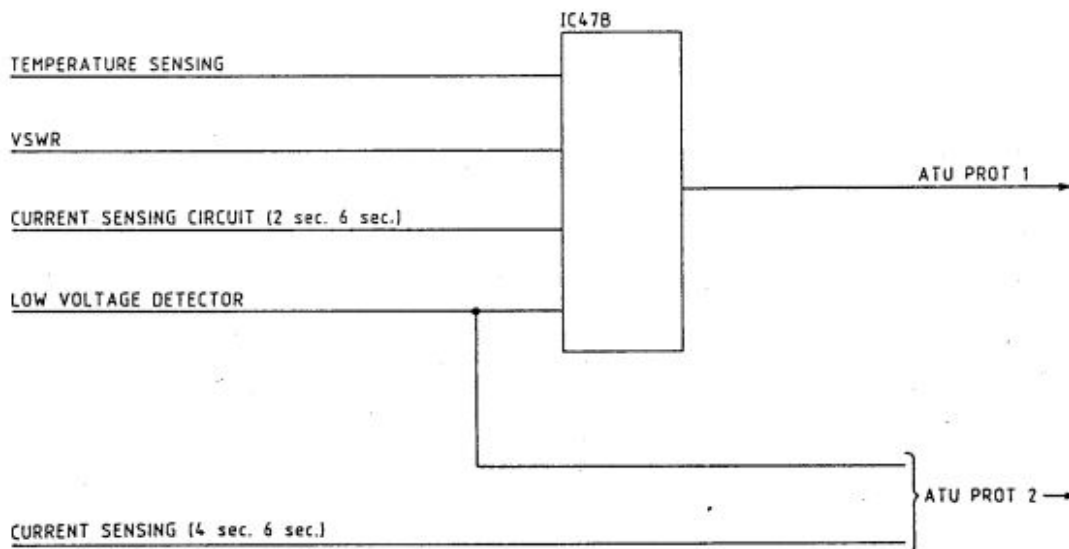 IC47B
TEMPERATURE SENSING
VSWR
ATU PROT 1
CURRENT SENSING CIRCUIT (2 sec. 6 sec.)
LOW VOLTAGE DETECTOR
ATU PROT 2
CURRENT SENSING (4 sec. 6 sec.)